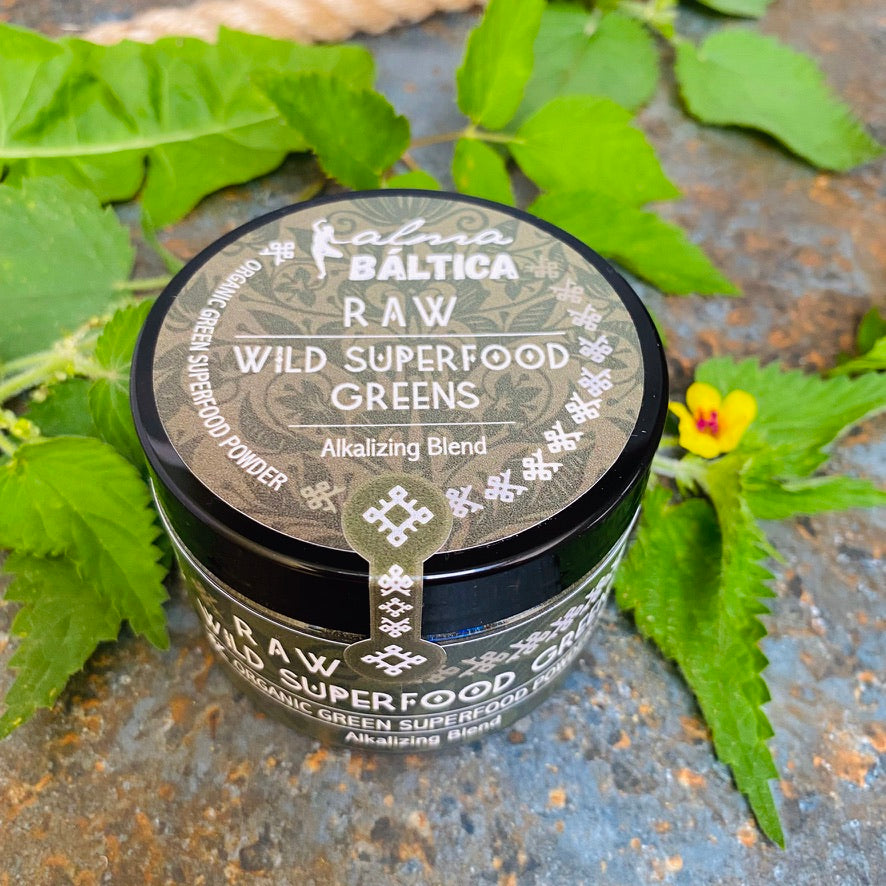 alma
BÁLTICA
RAW
WILD SUPERFOOD
GREENS
Alkalizing Blend
ORGANIC GREEN SUPERFOOD POWDER
RAW
WILD SUPERFOOD
ORGANIC GREEN SUPERFOOD
Alkalizing Blend